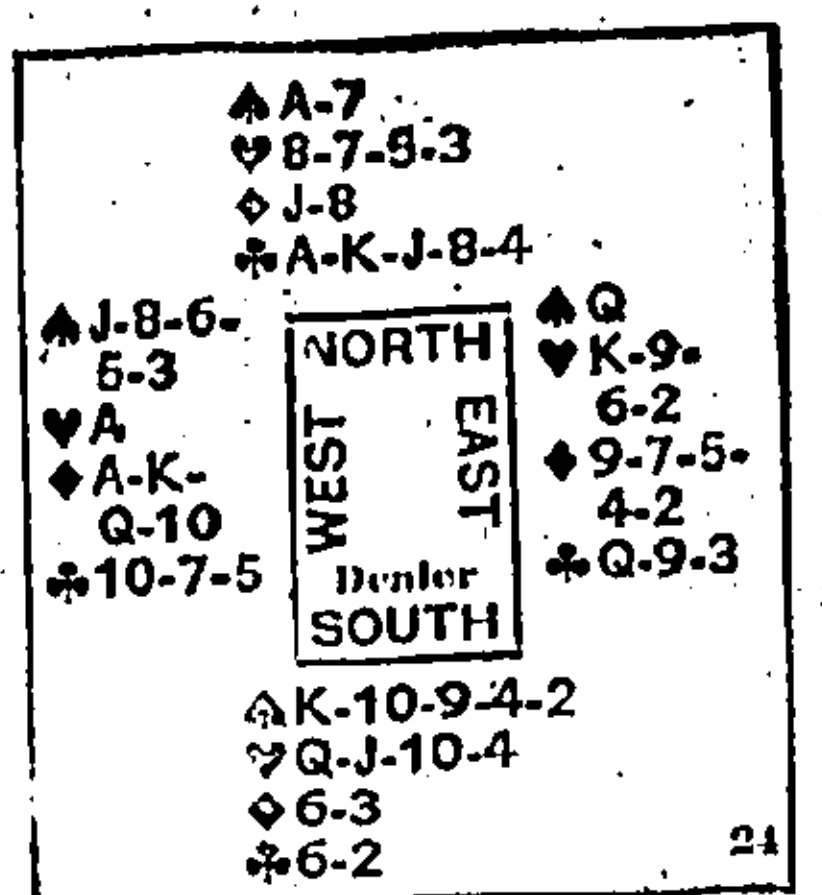 ♠ A-7
♥ 8-7-5-3
♦ J-8
♣ A-K-J-8-4
♠ J-8-6-
5-3
♥ A
♦ A-K-
Q-10
♣ 10-7-5
NORTH
WEST
EAST
Dealer
SOUTH
♠ Q
♥ K-9-
6-2
♦ 9-7-5-
4-2
♣ Q-9-3
♠ K-10-9-4-2
♥ Q-J-10-4
♦ 6-3
♣ 6-2
24